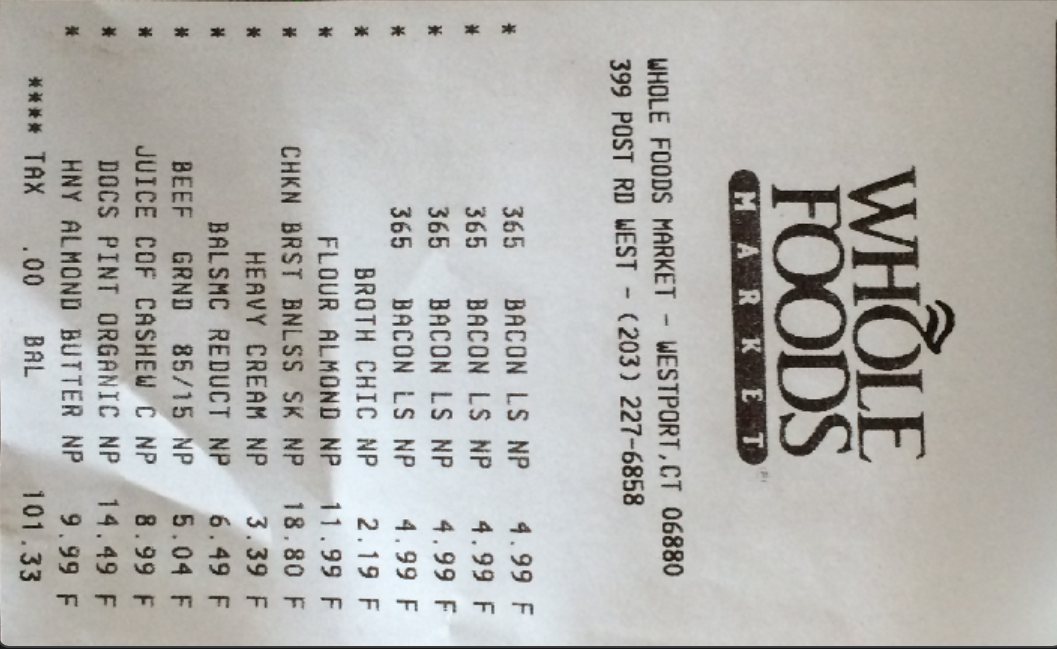 WHOLE
FOODS
MARKET
WHOLE FOODS MARKET - WESTPORT,CT 06880
399 POST RD WEST - (203) 227-6858
* 365 BACON LS NP 4.99 F
* 365 BACON LS NP 4.99 F
* 365 BACON LS NP 4.99 F
* 365 BACON LS NP 4.99 F
* BROTH CHIC NP 2.19 F
* FLOUR ALMOND NP 11.99 F
* CHKN BRST BNLSS SK NP 18.80 F
* HEAVY CREAM NP 3.39 F
* BALSMC REDUCT NP 6.49 F
* BEEF GRND 85/15 NP 5.04 F
* JUICE COF CASHEW C NP 8.99 F
* DOCS PINT ORGANIC NP 14.49 F
* HNY ALMOND BUTTER NP 9.99 F
**** TAX .00 BAL 101.33